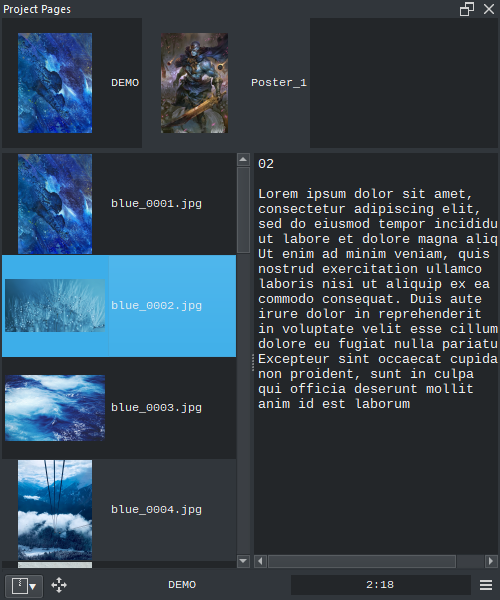 Project Pages
DEMO
Poster_1
blue_0001.jpg
blue_0002.jpg
blue_0003.jpg
blue_0004.jpg
02
Lorem ipsum dolor sit amet,
consectetur adipiscing elit,
sed do eiusmod tempor incididu
ut labore et dolore magna aliq
Ut enim ad minim veniam, quis
nostrud exercitation ullamco
laboris nisi ut aliquip ex ea
commodo consequat. Duis aute
irure dolor in reprehenderit
in voluptate velit esse cillum
dolore eu fugiat nulla pariatu
Excepteur sint occaecat cupida
non proident, sunt in culpa
qui officia deserunt mollit
anim id est laborum
DEMO
2:18